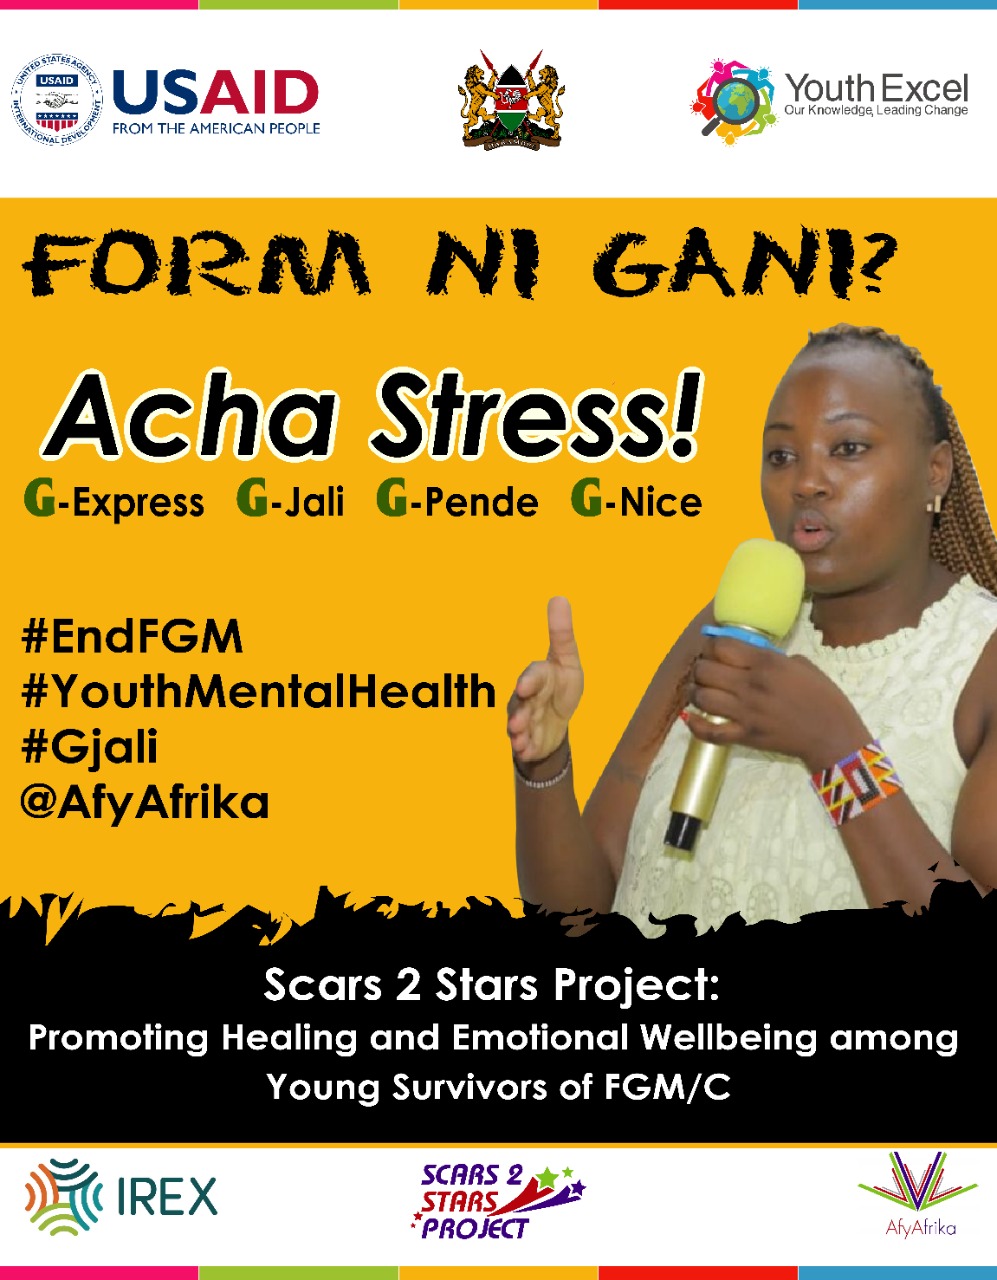 UNITED STATES AGENCY
USAID
INTERNATIONAL DEVELOPMENT
USAID
FROM THE AMERICAN PEOPLE
YouthExcel
Our Knowledge, Leading Change
FORM NI GANI?
Acha Stress!
G-Express G-Jali G-Pende G-Nice
#EndFGM
#YouthMentalHealth
#Gjali
@AfyAfrika
Scars 2 Stars Project:
Promoting Healing and Emotional Wellbeing among
Young Survivors of FGM/C
IREX
SCARS 2
STARS
PROJECT
AfyAfrika